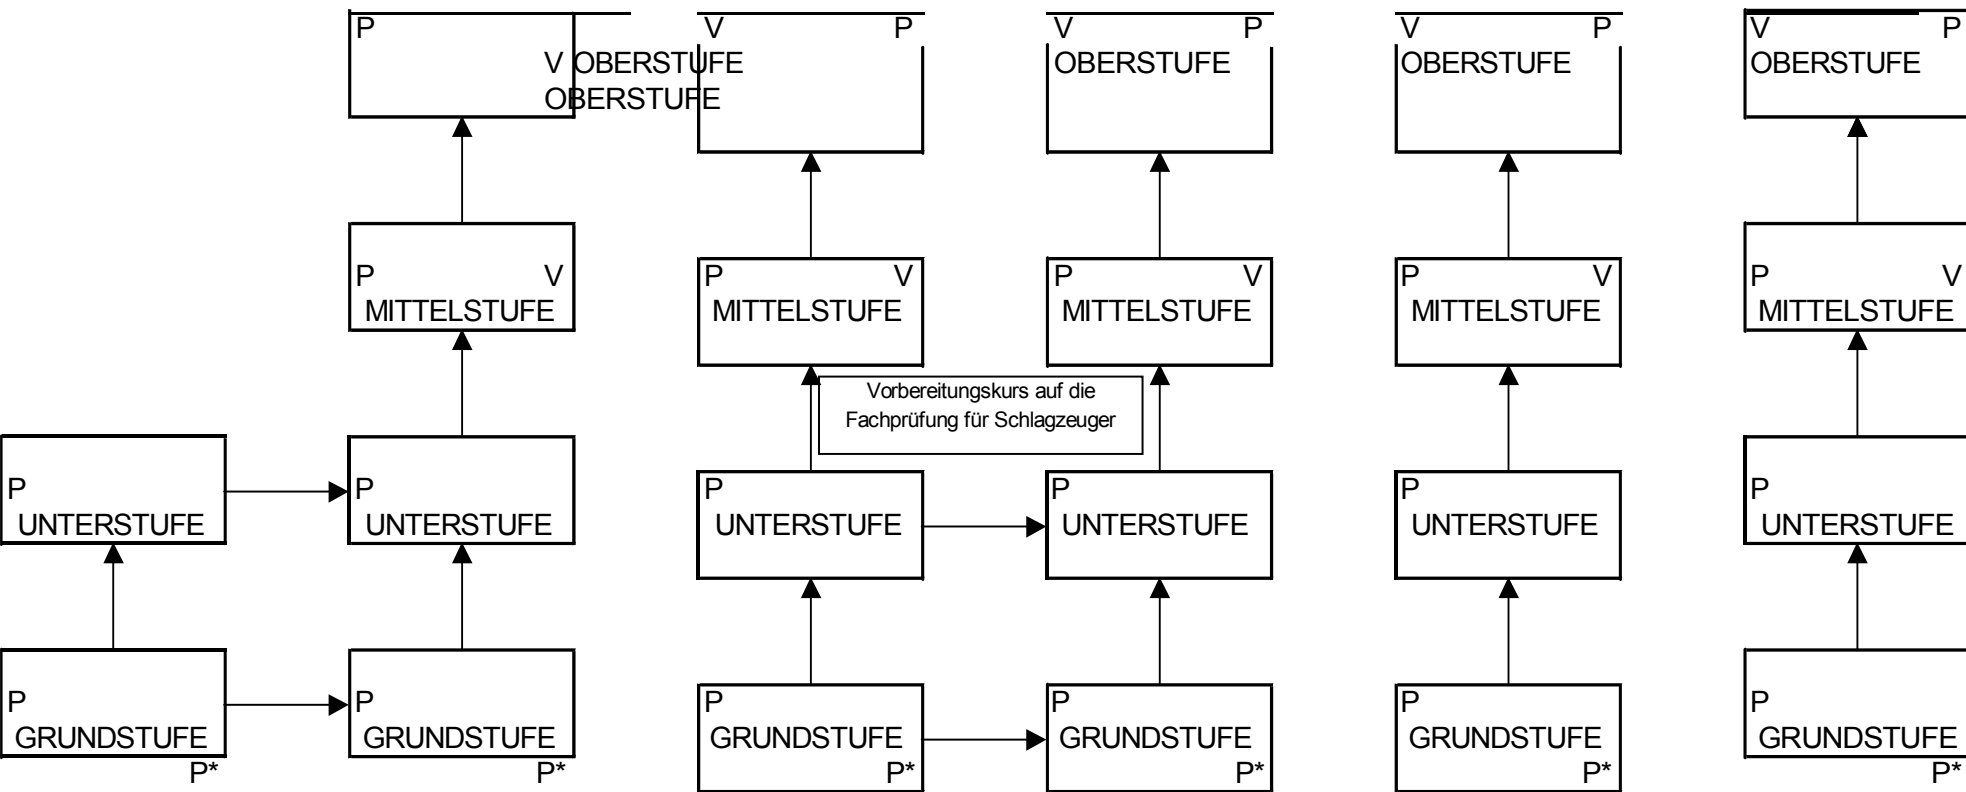 P
V OBERSTUFE
OBERSTUFE
V P
V P
OBERSTUFE
V P
OBERSTUFE
V P
OBERSTUFE
P V
MITTELSTUFE
P V
MITTELSTUFE
P V
MITTELSTUFE
P V
MITTELSTUFE
P V
MITTELSTUFE
Vorbereitungskurs auf die
Fachprüfung für Schlagzeuger
P
UNTERSTUFE
P
UNTERSTUFE
P
UNTERSTUFE
P
UNTERSTUFE
P
UNTERSTUFE
P
UNTERSTUFE
P
GRUNDSTUFE
P*
P
GRUNDSTUFE
P*
P
GRUNDSTUFE
P*
P
GRUNDSTUFE
P*
P
GRUNDSTUFE
P*
P
GRUNDSTUFE
P*